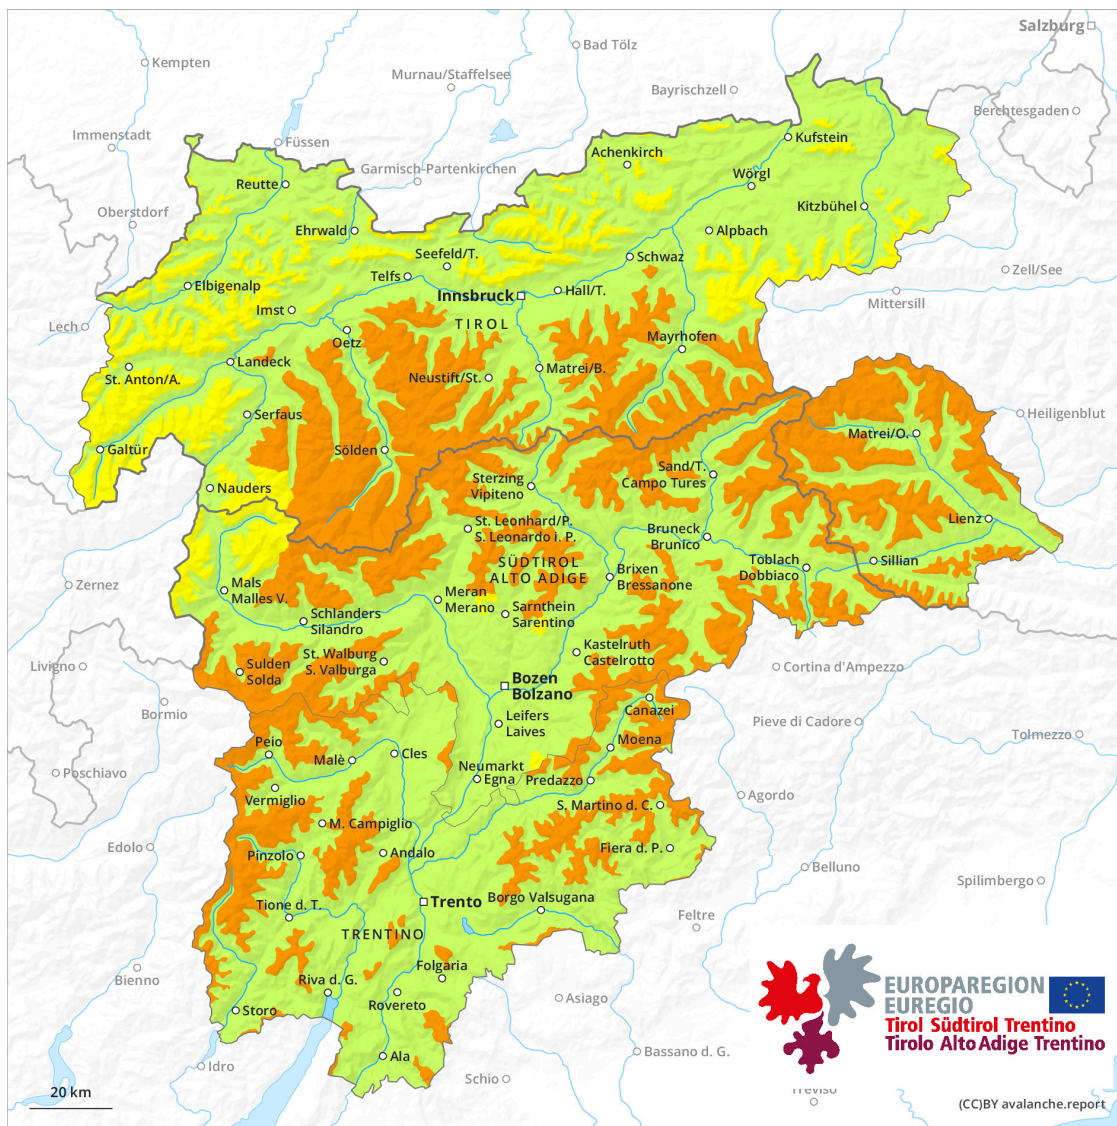 Salzburg
Bad Tölz
Kempten
Murnau/Staffelsee
Bayrischzell
Berchtesgaden
Immenstadt
Füssen
Kufstein
Achenkirch
Garmisch-Partenkirchen
Wörgl
Reutte
Oberstdorf
Kitzbühel
Ehrwald
Alpbach
Seefeld/T.
Schwaz
Telfs
Zell/See
Elbigenalp
Innsbruck
Hall/T.
Mittersill
Imst
TIROL
Lech
Oetz
Mayrhofen
Landeck
Matrei/B.
St. Anton/A.
Neustift/St.
Serfaus
Heiligenblut
Matrei/O.
Galtür
Sölden
Sand/T.
Campo Tures
Sterzing
Vipiteno
Nauders
Lienz
St. Leonhard/P.
S. Leonardo i. P.
Bruneck
Brunico
SÜDTIROL
ALTO ADIGE
Toblach
Dobbiaco
Sillian
Brixen
Bressanone
Zernez
Mals
Malles V.
Meran
Merano
Sarnthein
Sarentino
Schlanders
Silandro
Kastelruth
Castelrotto
St. Walburg
S. Valburga
Livigno
Sulden
Solda
Cortina d'Ampezzo
Bozen
Bolzano
Bormio
Canazei
Leifers
Laives
Pieve di Cadore
Tolmezzo
Moena
Peio
Cles
Malè
Neumarkt
Egna
Predazzo
Poschiavo
Vermiglio
Agordo
S. Martino d. C.
M. Campiglio
Edolo
Pinzolo
Andalo
Fiera d. P.
Belluno
Spilimbergo
Trento
Borgo Valsugana
Tione d. T.
Feltre
TRENTINO
Folgaria
Bienno
Riva d. G.
Rovereto
Asiago
Storo
EUROPAREGION
EUREGIO
Tirol Südtirol Trentino
Tirolo Alto Adige Trentino
Ala
Bassano d. G.
Idro
Schio
20 km
Treviso
(CC)BY avalanche.report